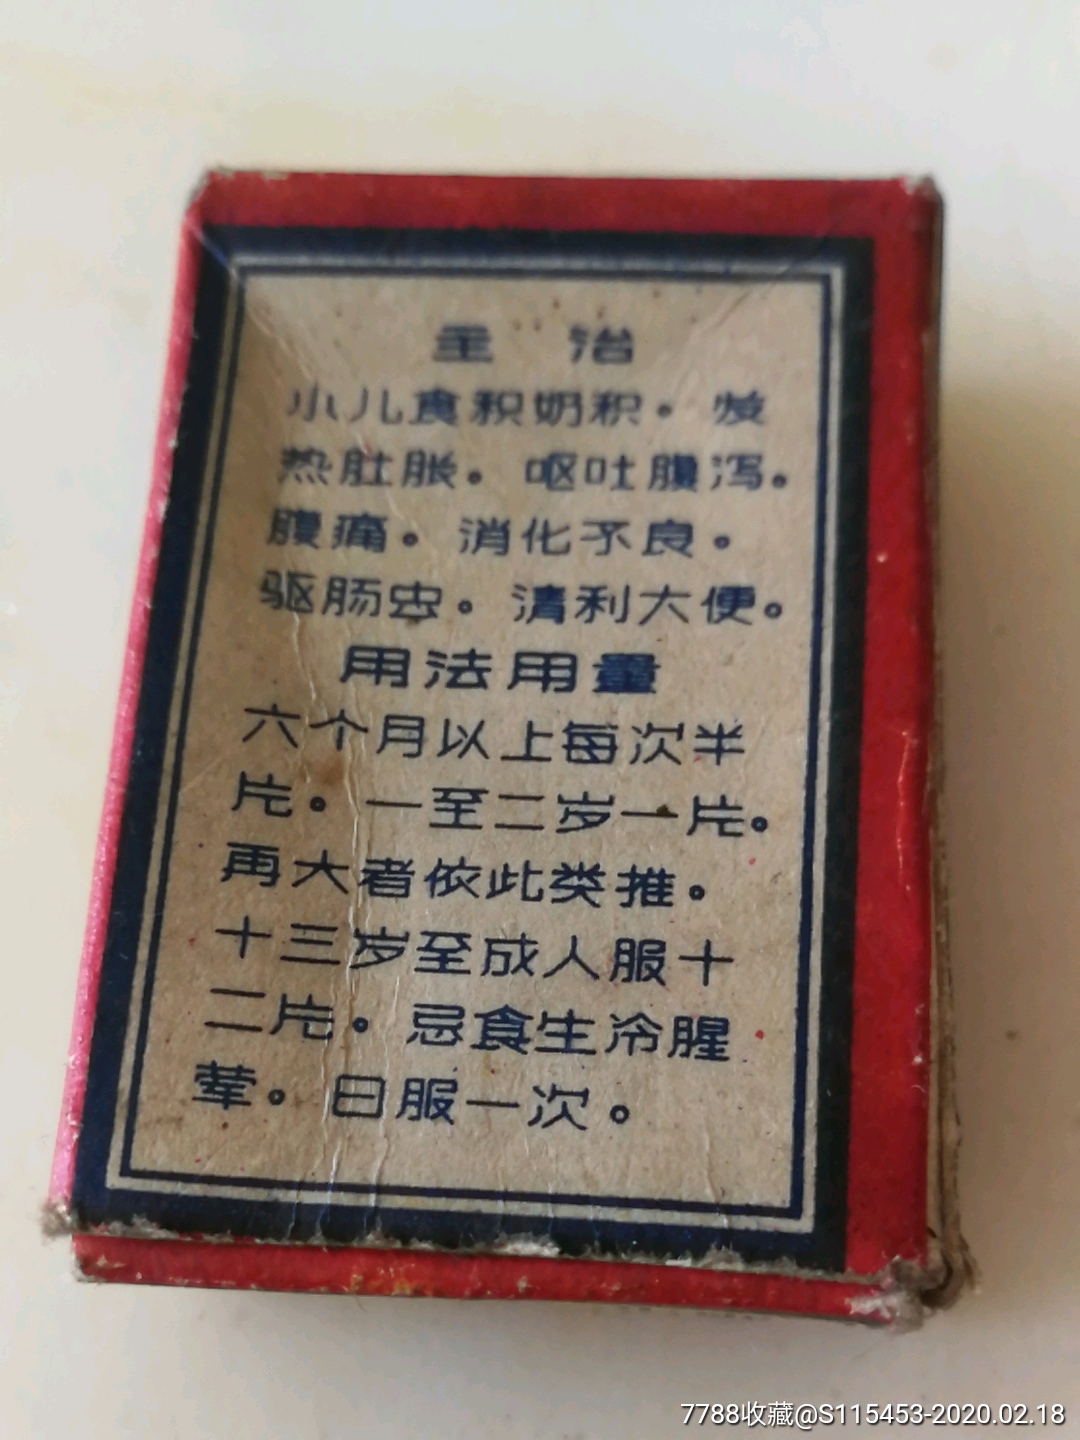 主 治
小儿食积奶积。发
热肚胀。呕吐腹泻。
腹痛。消化不良。
驱肠虫。清利大便。
用法用量
六个月以上每次半
片。一至二岁一片。
再大者依此类推。
十三岁至成人服十
二片。忌食生冷腥
荤。日服一次。
7788收藏@S115453-2020.02.18